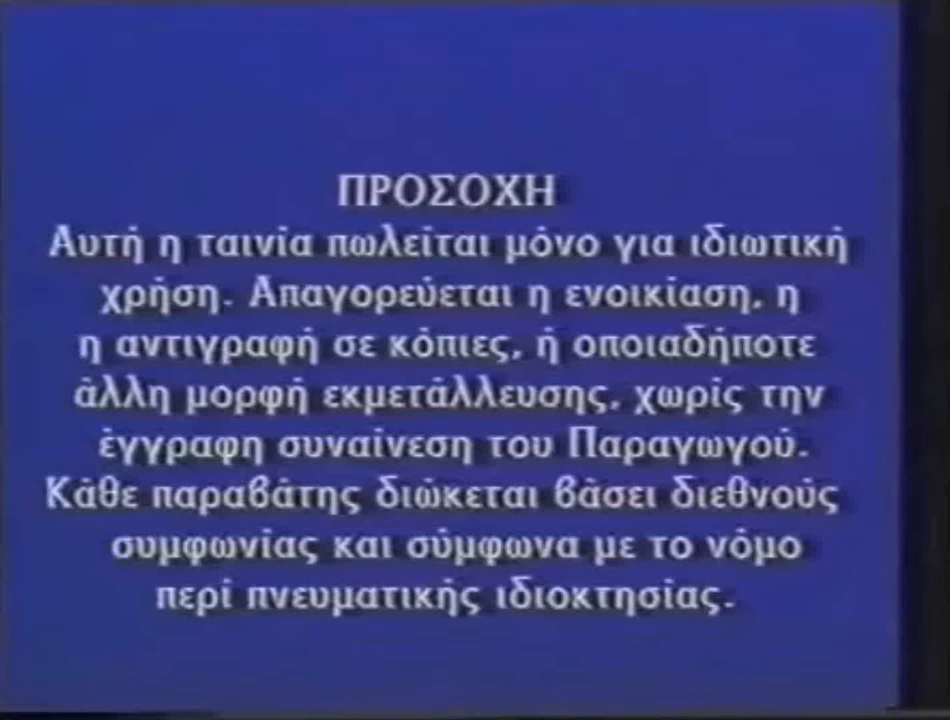 ΠΡΟΣΟΧΗ
Αυτή η ταινία πωλείται μόνο για ιδιωτική
χρήση. Απαγορεύεται η ενοικίαση, η
η αντιγραφή σε κόπιες, ή οποιαδήποτε
άλλη μορφή εκμετάλλευσης, χωρίς την
έγγραφη συναίνεση του Παραγωγού.
Κάθε παραβάτης διώκεται βάσει διεθνούς
συμφωνίας και σύμφωνα με το νόμο
περί πνευματικής ιδιοκτησίας.